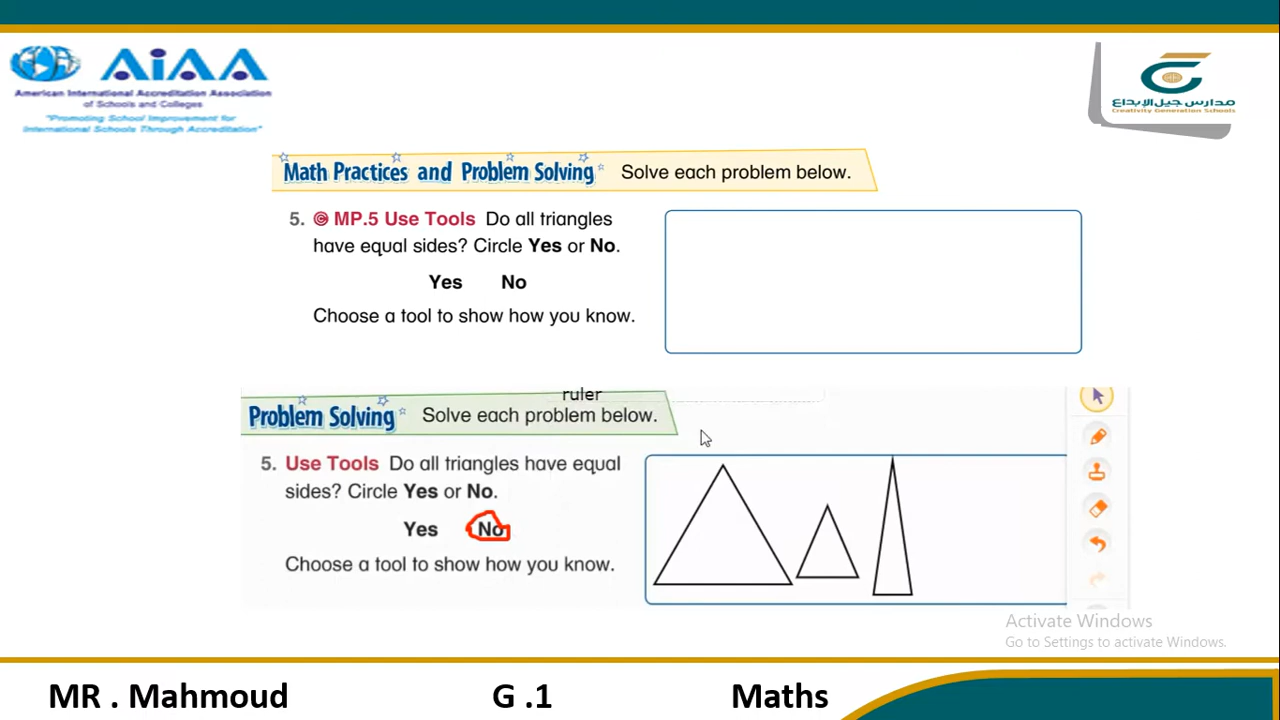 AIAA
American International Accreditation Association
of Schools and Colleges
"Promoting School Improvement for
International Schools Through Accreditation"
مدارس جيل الإبداع
Creativity Generation Schools
Math Practices and Problem Solving Solve each problem below.
5. MP.5 Use Tools Do all triangles
have equal sides? Circle Yes or No.
Yes No
Choose a tool to show how you know.
ruler
Problem Solving Solve each problem below.
5. Use Tools Do all triangles have equal
sides? Circle Yes or No.
Yes No
Choose a tool to show how you know.
Activate Windows
Go to Settings to activate Windows.
MR . Mahmoud G .1 Maths